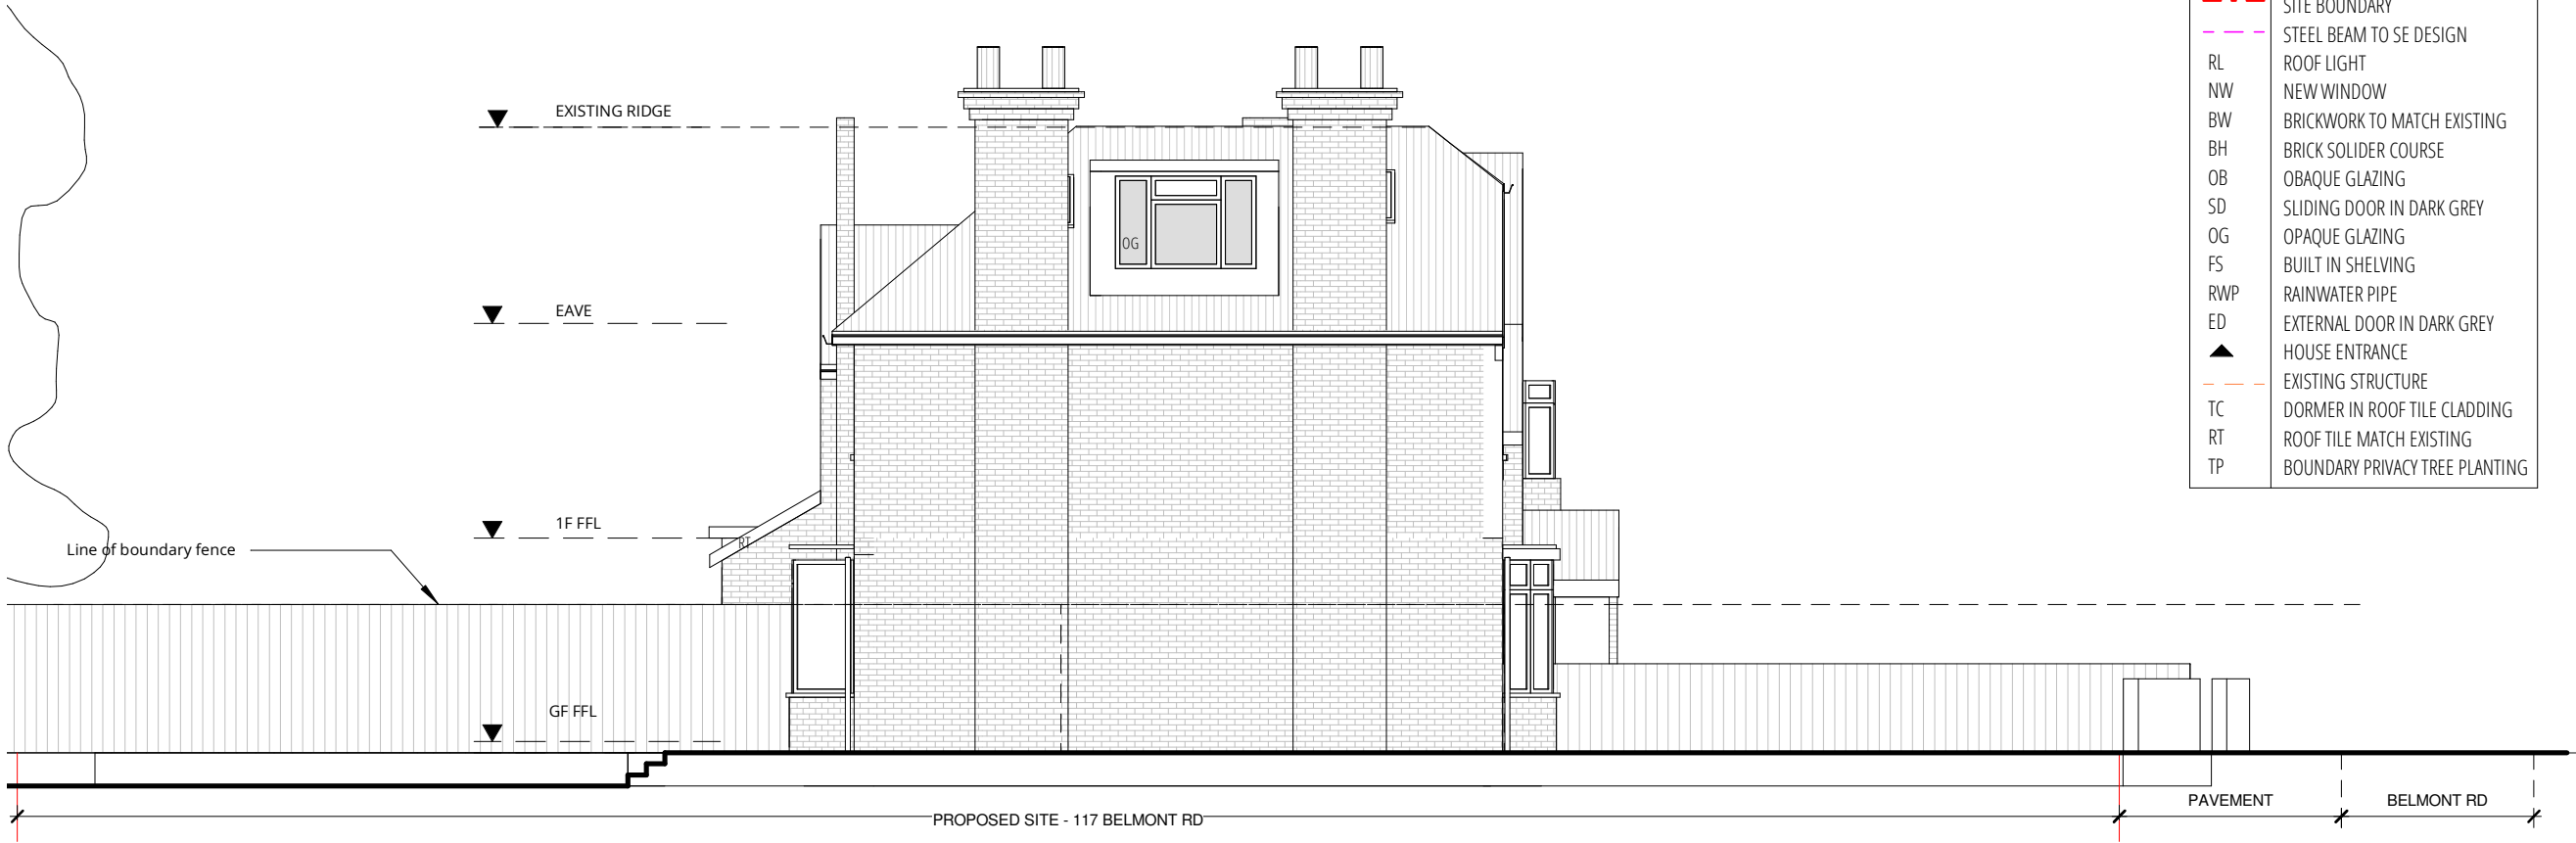 SITE BOUNDARY
STEEL BEAM TO SE DESIGN
RL ROOF LIGHT
NW NEW WINDOW
BW BRICKWORK TO MATCH EXISTING
BH BRICK SOLIDER COURSE
OB OBAQUE GLAZING
SD SLIDING DOOR IN DARK GREY
OG OPAQUE GLAZING
FS BUILT IN SHELVING
RWP RAINWATER PIPE
ED EXTERNAL DOOR IN DARK GREY
HOUSE ENTRANCE
EXISTING STRUCTURE
TC DORMER IN ROOF TILE CLADDING
RT ROOF TILE MATCH EXISTING
TP BOUNDARY PRIVACY TREE PLANTING
EXISTING RIDGE
OG
EAVE
1F FFL
RT
Line of boundary fence
GF FFL
PROPOSED SITE - 117 BELMONT RD
PAVEMENT
BELMONT RD